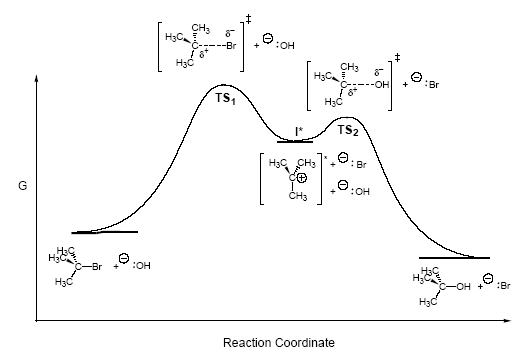 CH₃ δ⁻ ‡
H₃C C-----Br + ⊖:OH
H₃C δ⁺
TS₁
CH₃ δ⁻ ‡
H₃C C-----OH + ⊖:Br
H₃C δ⁺
TS₂
I*
H₃C CH₃ * + ⊖:Br
C⊕ + ⊖:OH
CH₃
G
H₃C
H₃C C—Br + ⊖:OH
H₃C
H₃C
H₃C C—OH + ⊖:Br
H₃C
Reaction Coordinate